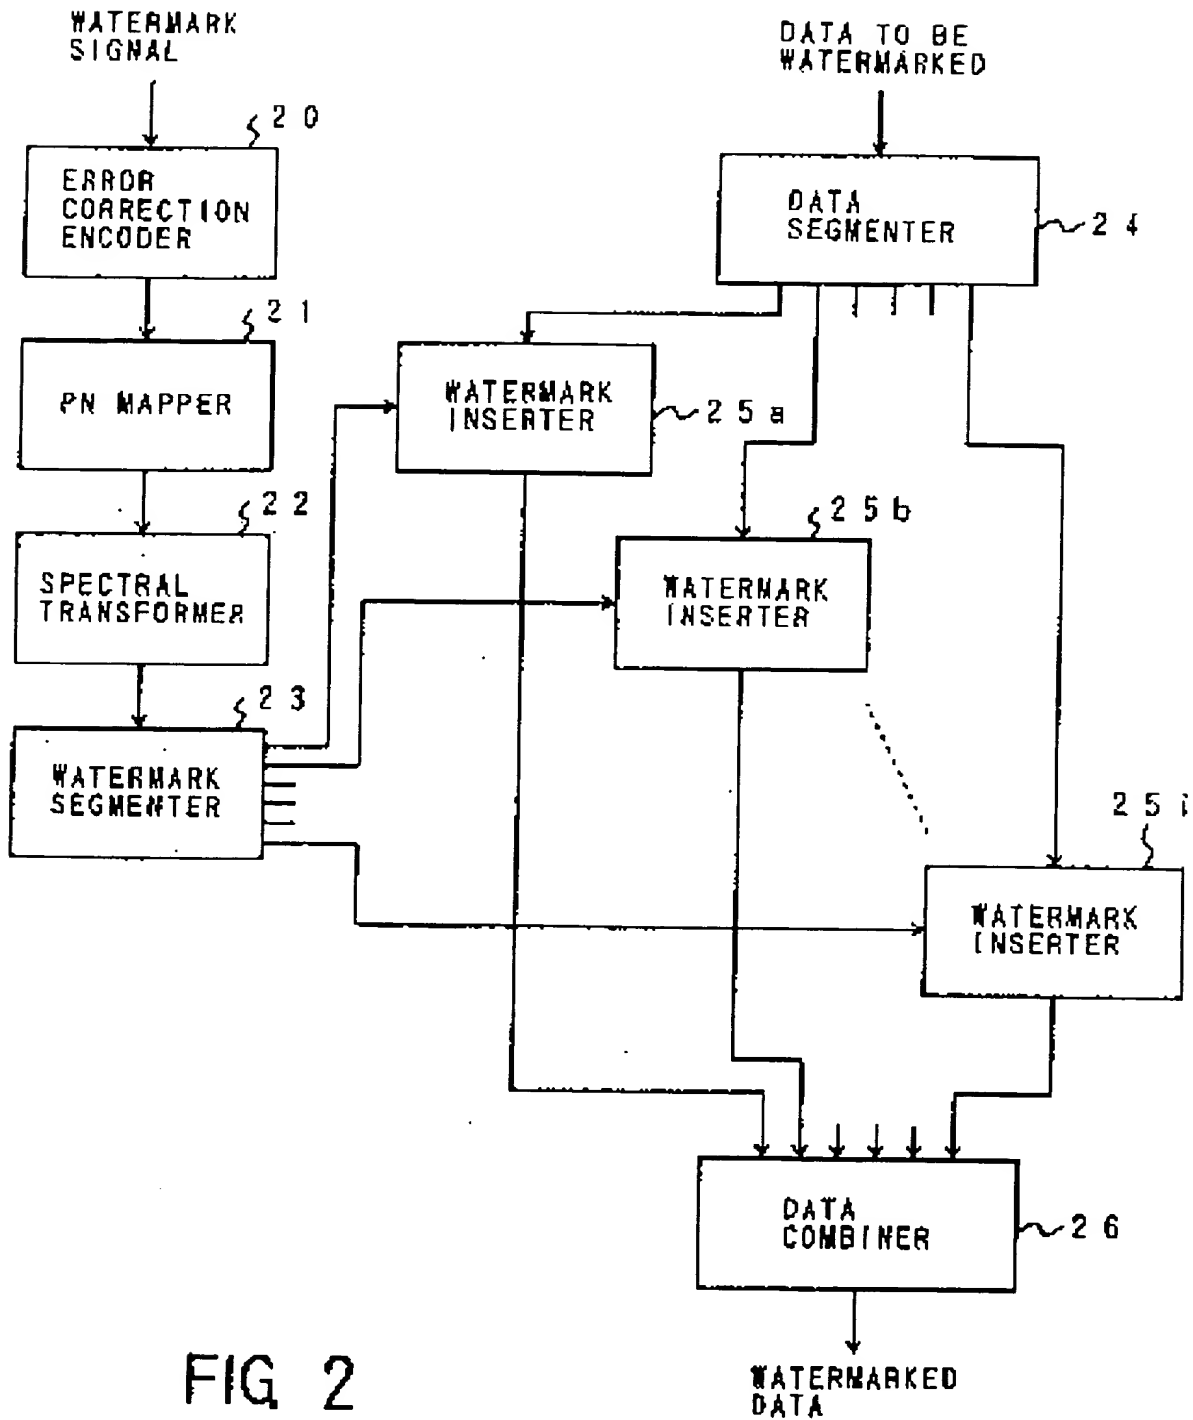 WATERMARK
SIGNAL
DATA TO BE
WATERMARKED
20
ERROR
CORRECTION
ENCODER
DATA
SEGMENTER
24
21
PN MAPPER
WATERMARK
INSERTER
25a
22
25b
SPECTRAL
TRANSFORMER
WATERMARK
INSERTER
23
WATERMARK
SEGMENTER
25i
WATERMARK
INSERTER
DATA
COMBINER
26
FIG. 2
WATERMARKED
DATA